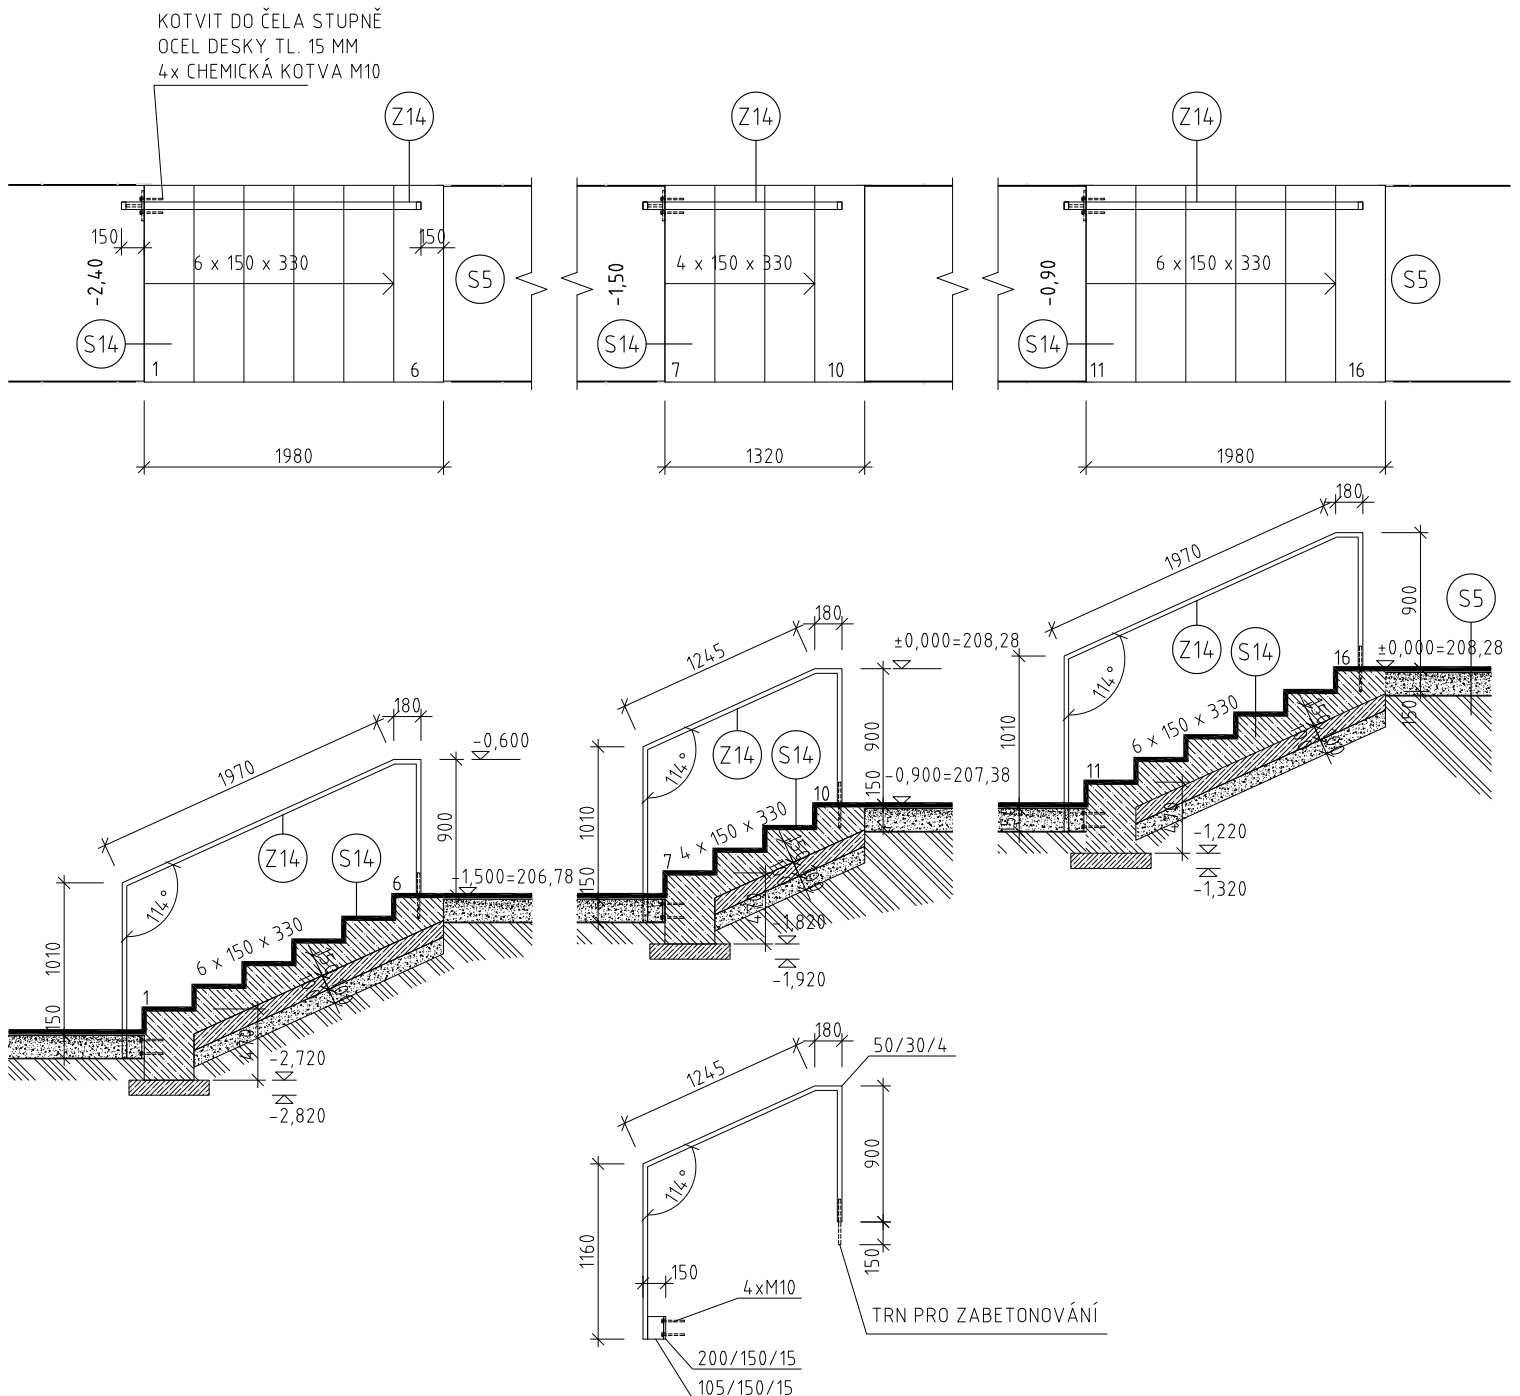 KOTVIT DO ČELA STUPNĚ
OCEL DESKY TL. 15 MM
4x CHEMICKÁ KOTVA M10
Z14
Z14
Z14
150
150
-2,40
6 x 150 x 330
S5
S14
1
6
-1,50
4 x 150 x 330
S14
7
10
-0,90
6 x 150 x 330
S5
S14
11
16
1980
1320
1980
180
1970
900
S5
Z14
S14
16
±0,000=208,28
114°
1010
6 x 150 x 330
150
11
-1,220
-1,320
180
1245
±0,000=208,28
900
Z14
S14
114°
-0,900=207,38
150
10
1010
4 x 150 x 330
7
150
-1,820
-1,920
180
-0,600
1970
900
Z14
S14
-1,500=206,78
6
114°
1010
6 x 150 x 330
1
150
-2,720
-2,820
180
50/30/4
1245
900
114°
1160
150
150
4xM10
TRN PRO ZABETONOVÁNÍ
200/150/15
105/150/15